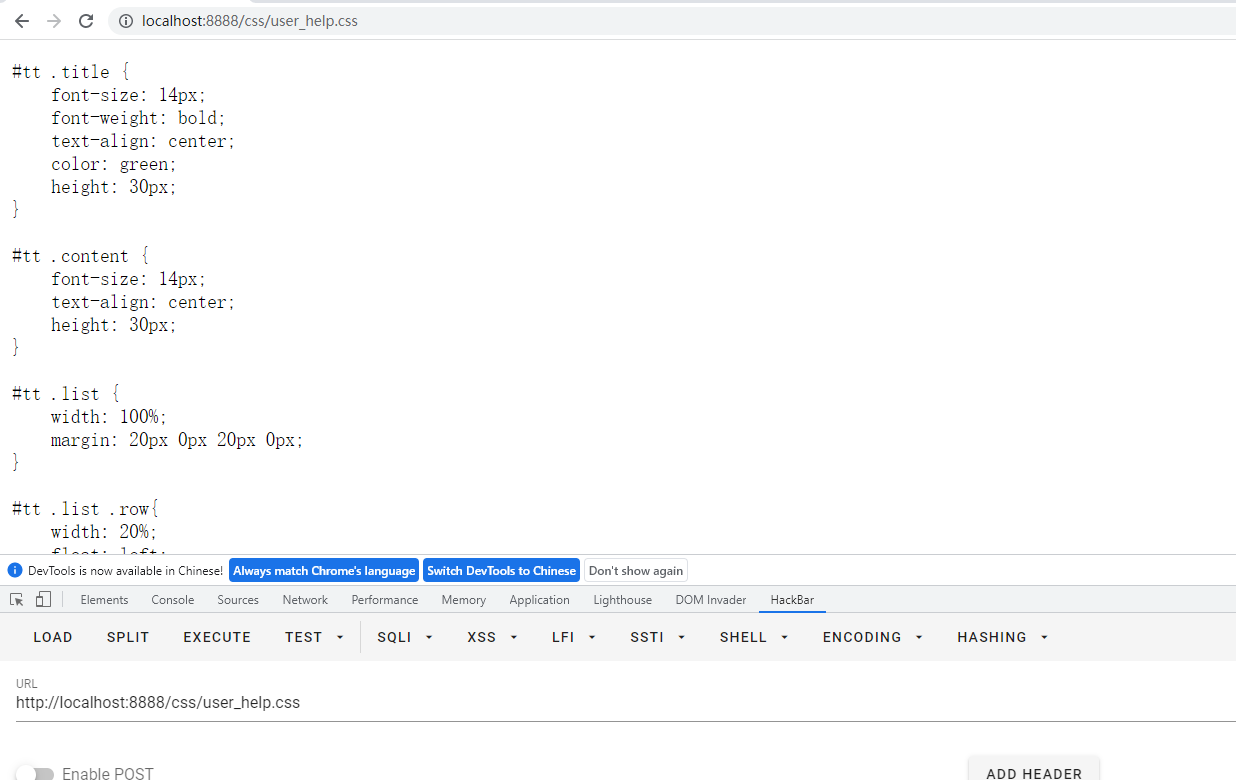 localhost:8888/css/user_help.css
#tt .title {
    font-size: 14px;
    font-weight: bold;
    text-align: center;
    color: green;
    height: 30px;
}
#tt .content {
    font-size: 14px;
    text-align: center;
    height: 30px;
}
#tt .list {
    width: 100%;
    margin: 20px 0px 20px 0px;
}
#tt .list .row{
    width: 20%;
    float: left;
DevTools is now available in Chinese! Always match Chrome's language Switch DevTools to Chinese Don't show again
Elements Console Sources Network Performance Memory Application Lighthouse DOM Invader HackBar
LOAD SPLIT EXECUTE TEST SQLI XSS LFI SSTI SHELL ENCODING HASHING
URL
http://localhost:8888/css/user_help.css
Enable POST ADD HEADER